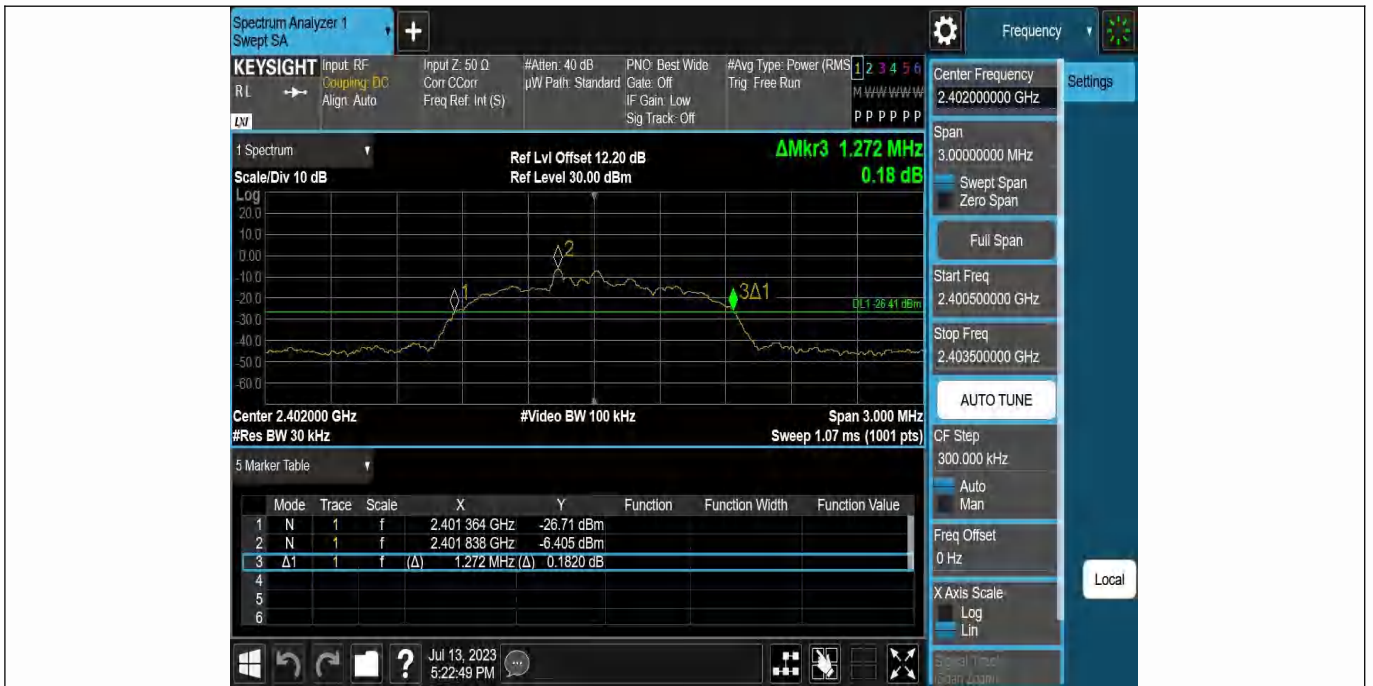 Spectrum Analyzer 1
Swept SA
+
Frequency
KEYSIGHT
RL
LXI
Input: RF
Coupling: DC
Align: Auto
Input Z: 50 Ω
Corr CCorr
Freq Ref: Int (S)
#Atten: 40 dB
µW Path: Standard
PNO: Best Wide
Gate: Off
IF Gain: Low
Sig Track: Off
#Avg Type: Power (RMS
Trig: Free Run
1 2 3 4 5 6
M W W W W W
P P P P P P
1 Spectrum
Scale/Div 10 dB
Log
Ref Lvl Offset 12.20 dB
Ref Level 30.00 dBm
ΔMkr3 1.272 MHz
0.18 dB
20.0
10.0
0.00
-10.0
-20.0
-30.0
-40.0
-50.0
-60.0
1
2
3Δ1
DL1 -26.41 dBm
Center 2.402000 GHz
#Video BW 100 kHz
Span 3.000 MHz
#Res BW 30 kHz
Sweep 1.07 ms (1001 pts)
5 Marker Table
Mode Trace Scale X Y Function Function Width Function Value
1 N 1 f 2.401 364 GHz -26.71 dBm
2 N 1 f 2.401 838 GHz -6.405 dBm
3 Δ1 1 f (Δ) 1.272 MHz (Δ) 0.1820 dB
4
5
6
?
Jul 13, 2023
5:22:49 PM
Center Frequency
2.402000000 GHz
Settings
Span
3.00000000 MHz
Swept Span
Zero Span
Full Span
Start Freq
2.400500000 GHz
Stop Freq
2.403500000 GHz
AUTO TUNE
CF Step
300.000 kHz
Auto
Man
Freq Offset
0 Hz
X Axis Scale
Log
Lin
Signal Track
(Span Zoom)
Local